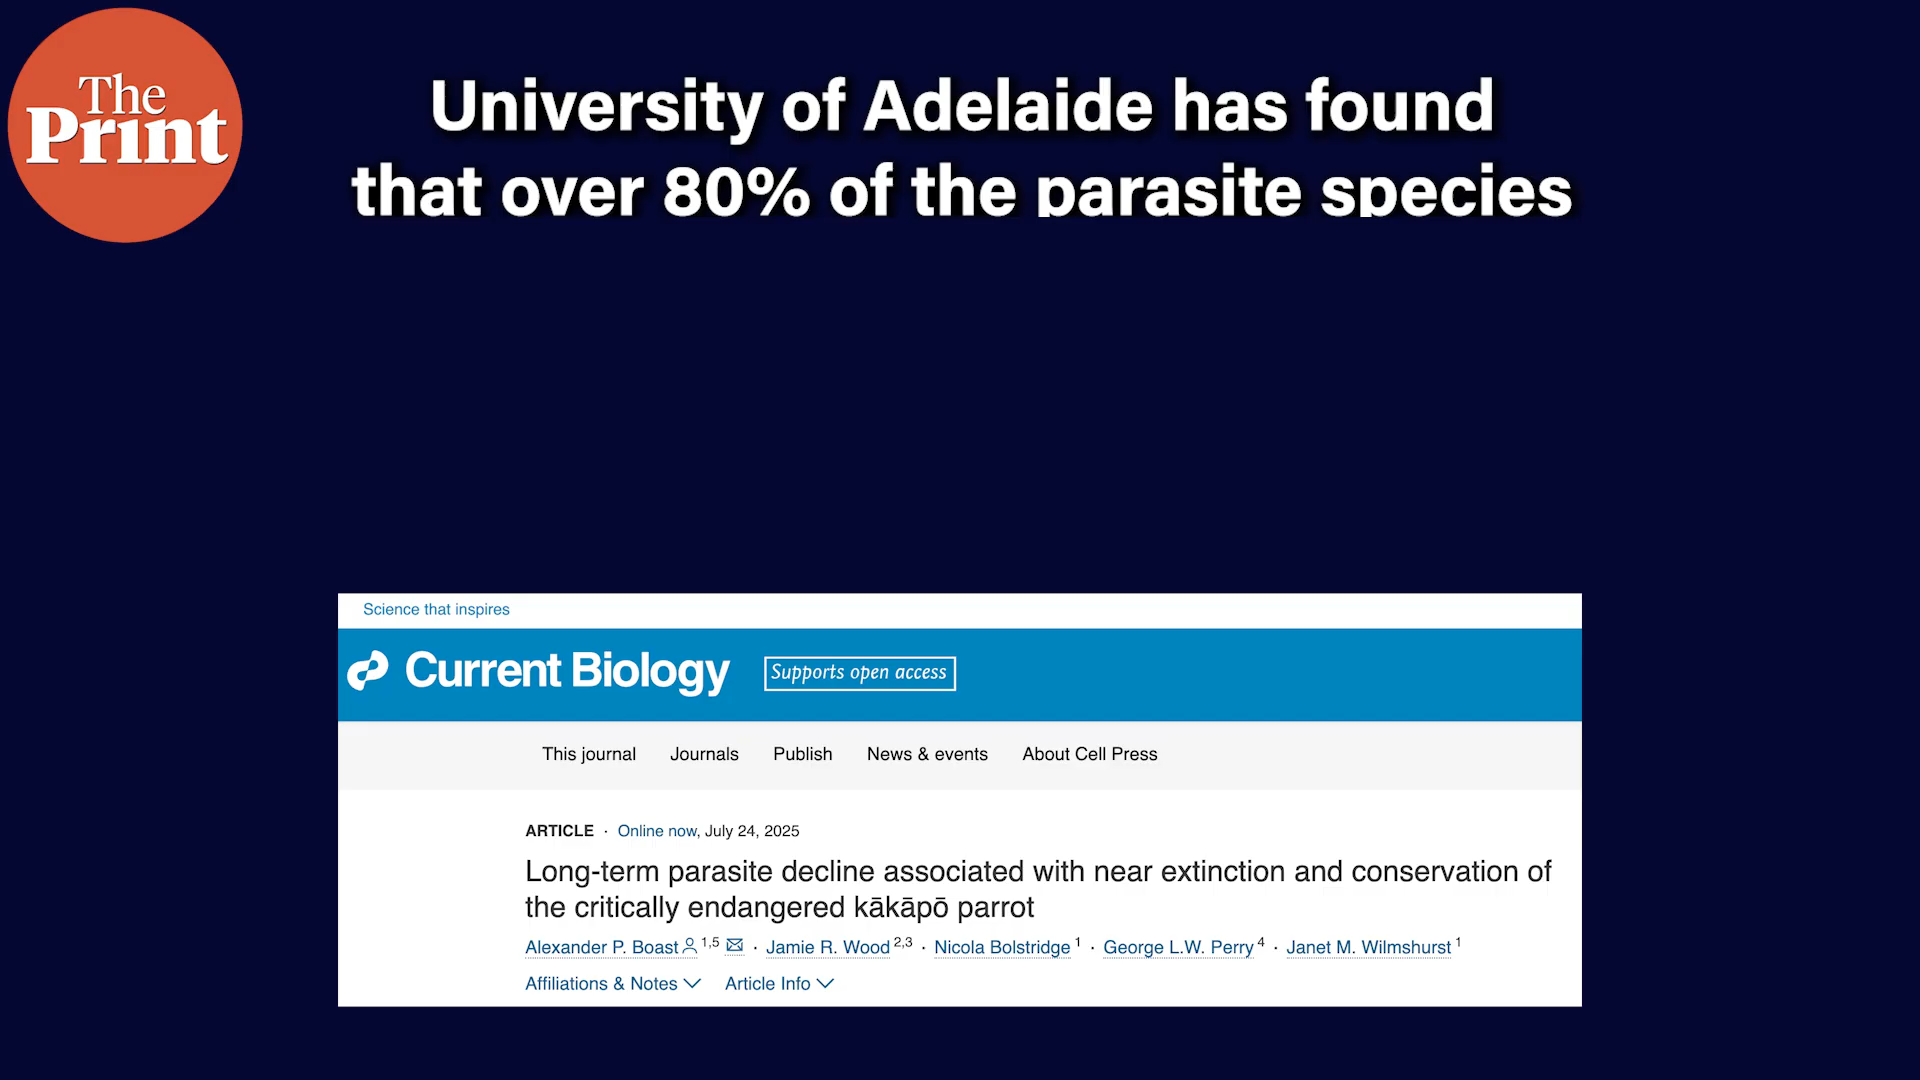 The
Print
University of Adelaide has found
that over 80% of the parasite species
Science that inspires
Current Biology
Supports open access
This journal Journals Publish News & events About Cell Press
ARTICLE · Online now, July 24, 2025
Long-term parasite decline associated with near extinction and conservation of
the critically endangered kākāpō parrot
Alexander P. Boast 1,5 · Jamie R. Wood 2,3 · Nicola Bolstridge 1 · George L.W. Perry 4 · Janet M. Wilmshurst 1
Affiliations & Notes Article Info